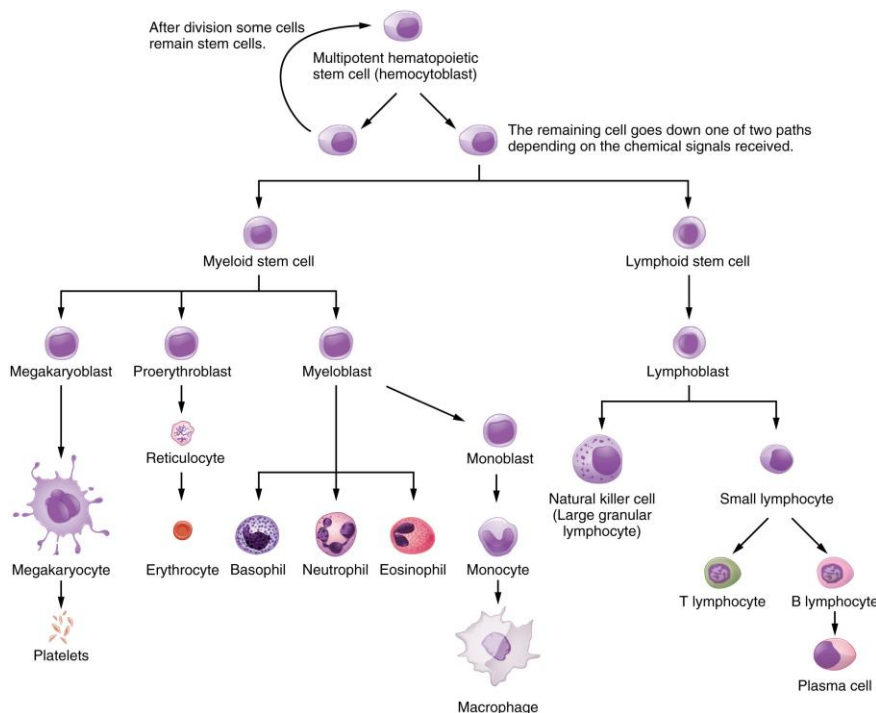 After division some cells
remain stem cells.
Multipotent hematopoietic
stem cell (hemocytoblast)
The remaining cell goes down one of two paths
depending on the chemical signals received.
Myeloid stem cell
Lymphoid stem cell
Megakaryoblast
Proerythroblast
Myeloblast
Lymphoblast
Reticulocyte
Monoblast
Natural killer cell
(Large granular
lymphocyte)
Small lymphocyte
Megakaryocyte
Erythrocyte
Basophil
Neutrophil
Eosinophil
Monocyte
T lymphocyte
B lymphocyte
Platelets
Macrophage
Plasma cell